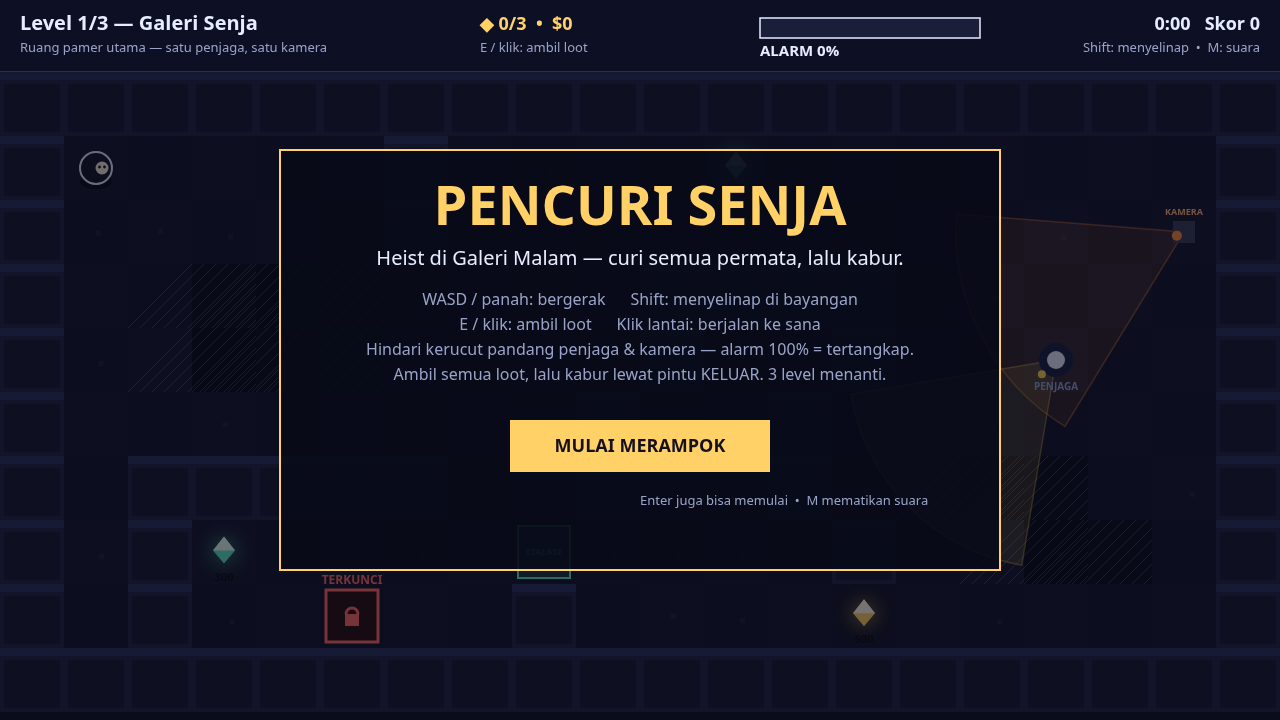 Level 1/3 — Galeri Senja
Ruang pamer utama — satu penjaga, satu kamera
◆ 0/3 • $0
E / klik: ambil loot
ALARM 0%
0:00 Skor 0
Shift: menyelinap • M: suara
KAMERA
PENCURI SENJA
Heist di Galeri Malam — curi semua permata, lalu kabur.
WASD / panah: bergerak Shift: menyelinap di bayangan
E / klik: ambil loot Klik lantai: berjalan ke sana
Hindari kerucut pandang penjaga & kamera — alarm 100% = tertangkap.
Ambil semua loot, lalu kabur lewat pintu KELUAR. 3 level menanti.
PENJAGA
MULAI MEROMPOK
Enter juga bisa memulai • M mematikan suara
ETALASE
300
TERKUNCI